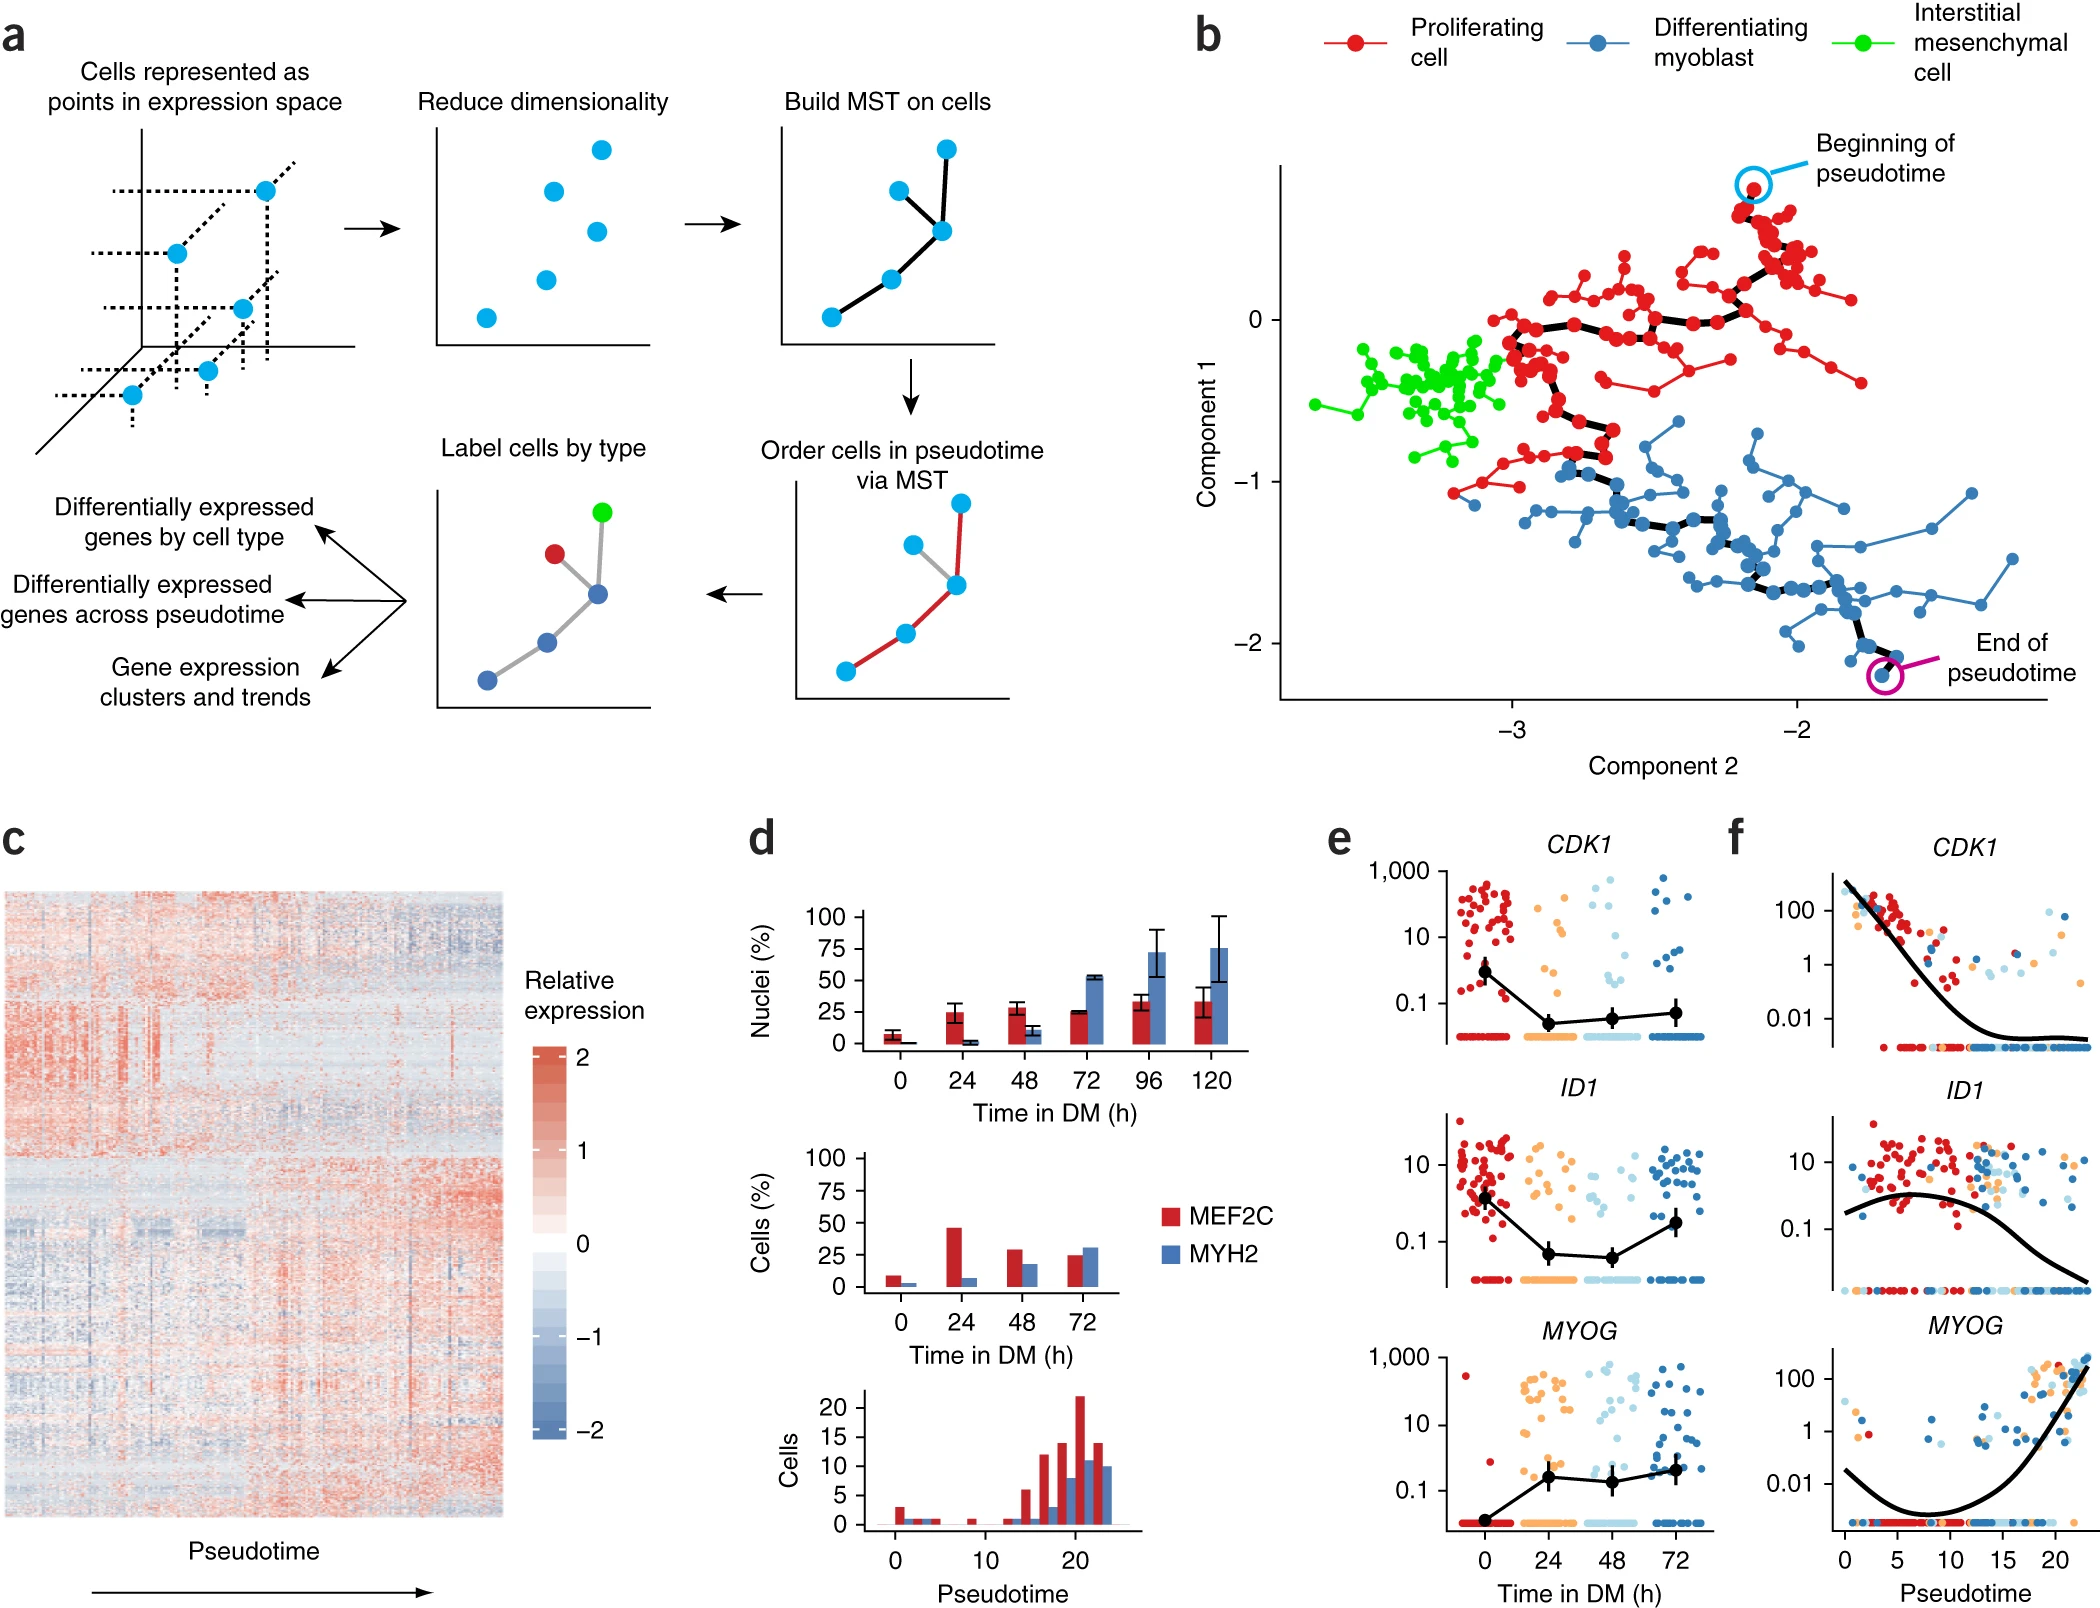 a
Cells represented as
points in expression space
Reduce dimensionality
Build MST on cells
Order cells in pseudotime
via MST
Label cells by type
Differentially expressed
genes by cell type
Differentially expressed
genes across pseudotime
Gene expression
clusters and trends
b
Proliferating
cell
Differentiating
myoblast
Interstitial
mesenchymal
cell
Beginning of
pseudotime
End of
pseudotime
Component 1
0
−1
−2
−3
−2
Component 2
c
Relative
expression
2
1
0
−1
−2
Pseudotime
d
Nuclei (%)
100
75
50
25
0
0 24 48 72 96 120
Time in DM (h)
Cells (%)
100
75
50
25
0
0 24 48 72
Time in DM (h)
MEF2C
MYH2
Cells
20
15
10
5
0
0 10 20
Pseudotime
e
CDK1
1,000
10
0.1
ID1
10
0.1
MYOG
1,000
10
0.1
0 24 48 72
Time in DM (h)
f
CDK1
100
1
0.01
ID1
10
0.1
MYOG
100
1
0.01
0 5 10 15 20
Pseudotime